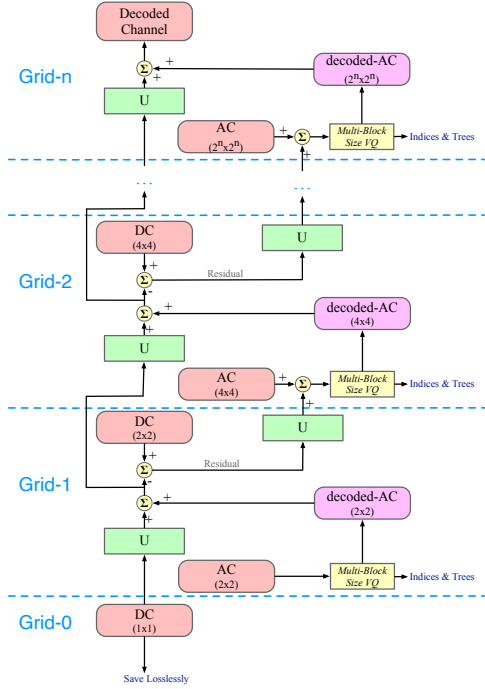 Decoded
Channel
Grid-n
+
Σ
+
decoded-AC
(2ⁿx2ⁿ)
U
AC
(2ⁿx2ⁿ)
+
Σ
+
Multi-Block
Size VQ
Indices & Trees
...
...
DC
(4x4)
U
Grid-2
+
Σ
-
Residual
+
Σ
+
decoded-AC
(4x4)
U
AC
(4x4)
+
Σ
+
Multi-Block
Size VQ
Indices & Trees
DC
(2x2)
U
Grid-1
+
Σ
-
Residual
+
Σ
+
decoded-AC
(2x2)
U
AC
(2x2)
Multi-Block
Size VQ
Indices & Trees
Grid-0
DC
(1x1)
Save Losslessly